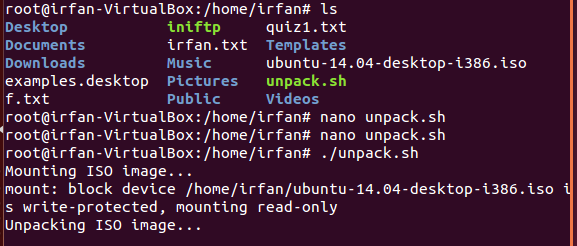 root@irfan-VirtualBox:/home/irfan# ls
Desktop iniftp quiz1.txt
Documents irfan.txt Templates
Downloads Music ubuntu-14.04-desktop-i386.iso
examples.desktop Pictures unpack.sh
f.txt Public Videos
root@irfan-VirtualBox:/home/irfan# nano unpack.sh
root@irfan-VirtualBox:/home/irfan# nano unpack.sh
root@irfan-VirtualBox:/home/irfan# ./unpack.sh
Mounting ISO image...
mount: block device /home/irfan/ubuntu-14.04-desktop-i386.iso i
s write-protected, mounting read-only
Unpacking ISO image...